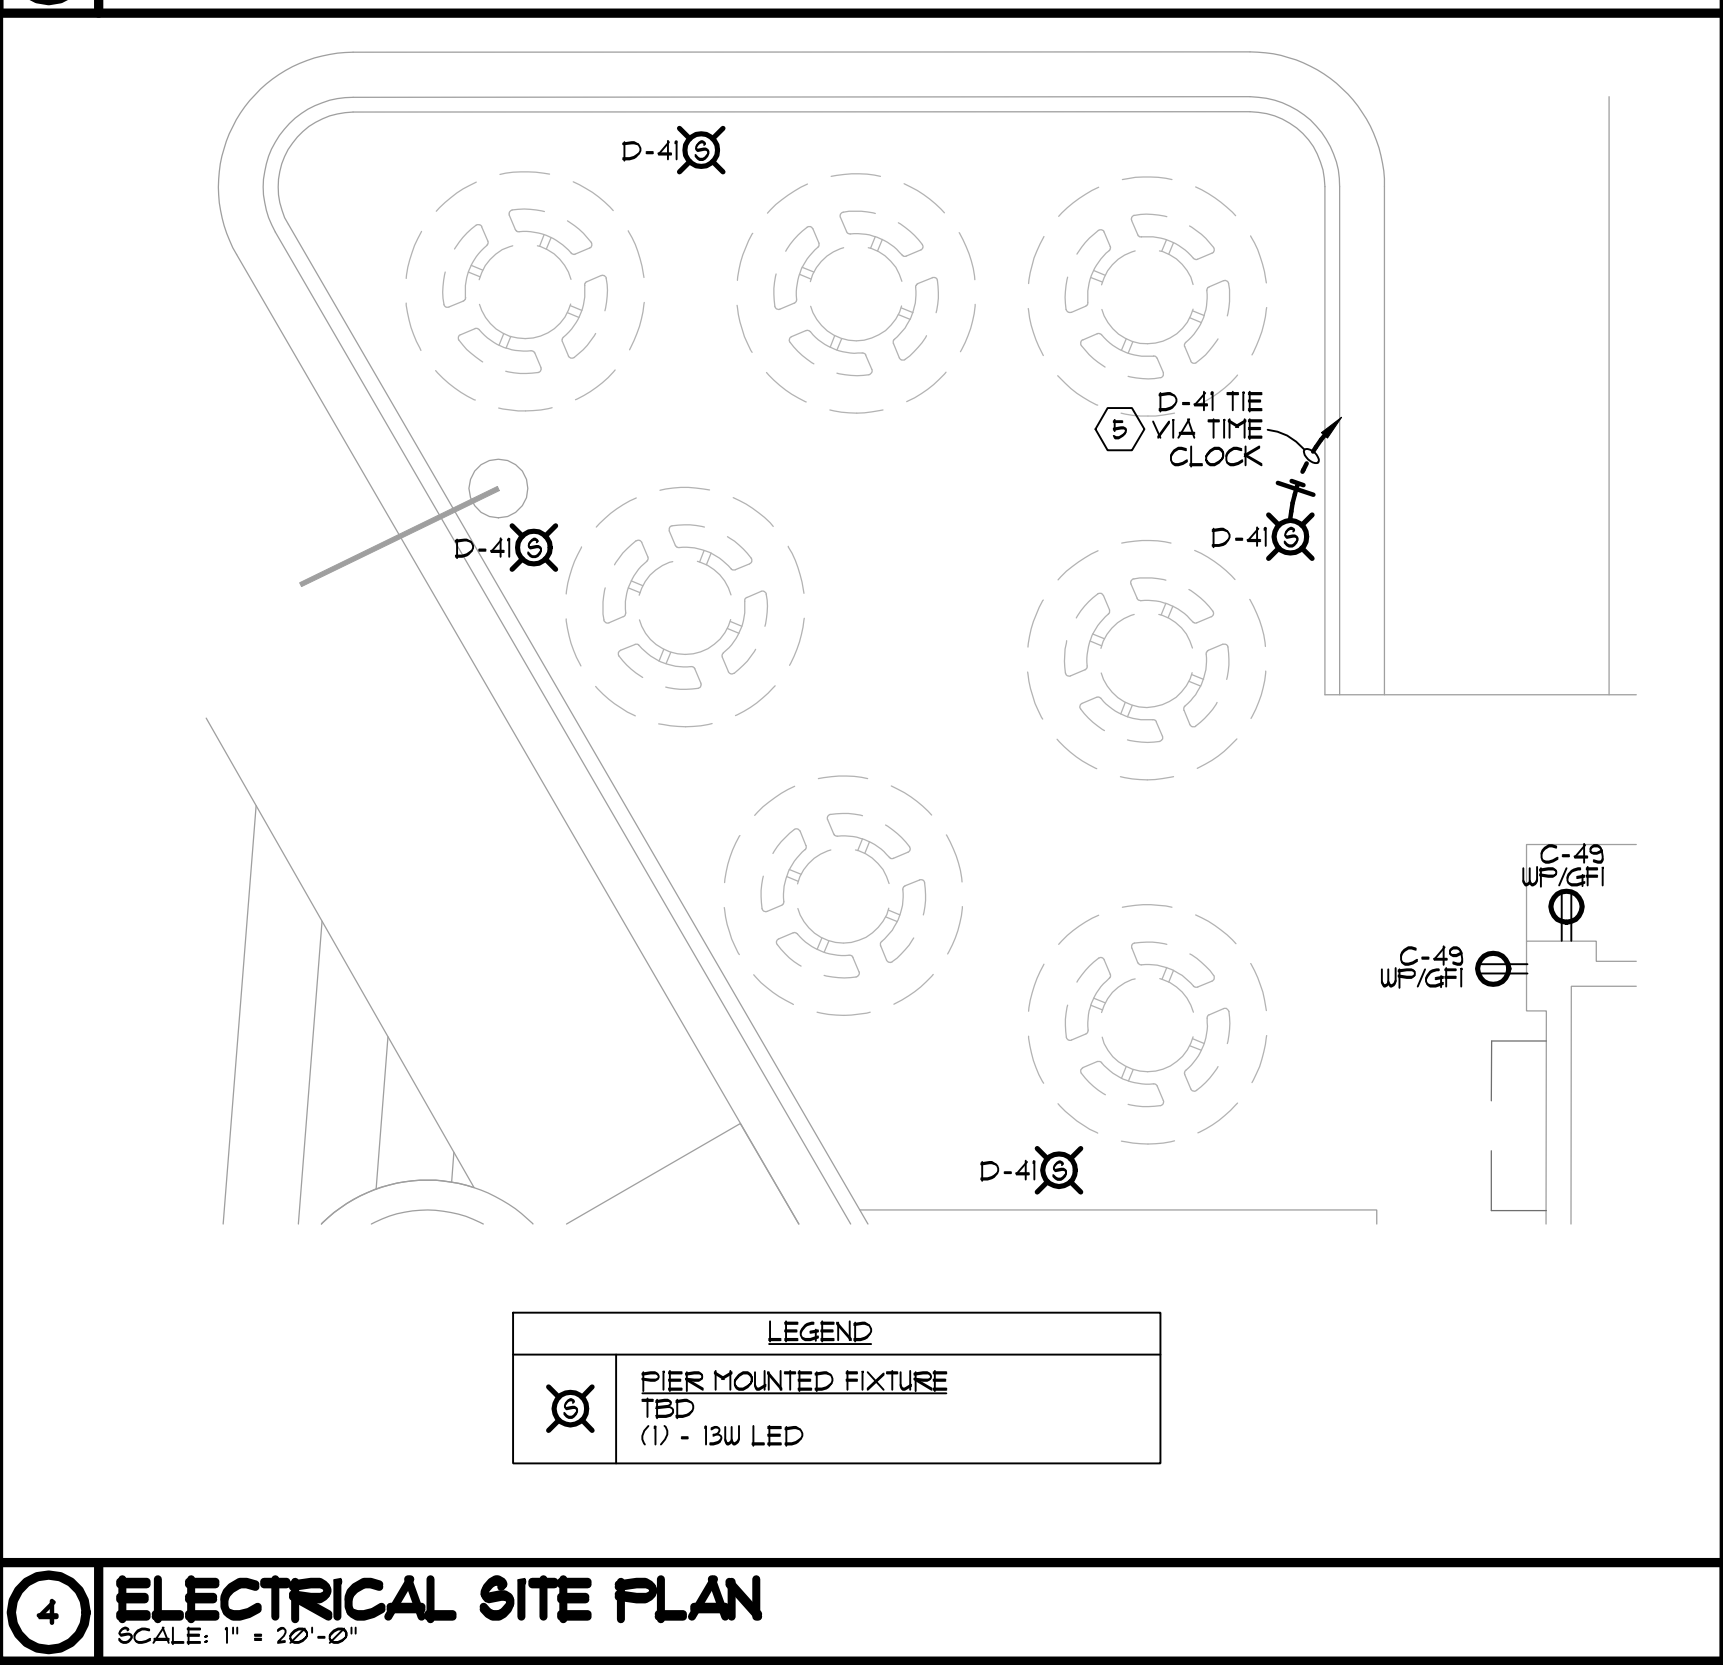 D-41 S
D-41 TIE
5 VIA TIME
CLOCK
D-41 S
D-41 S
C-49
WP/GFI
C-49
WP/GFI
D-41 S
LEGEND
S
PIER MOUNTED FIXTURE
TBD
(1) - 13W LED
4
ELECTRICAL SITE PLAN
SCALE: 1" = 20'-0"